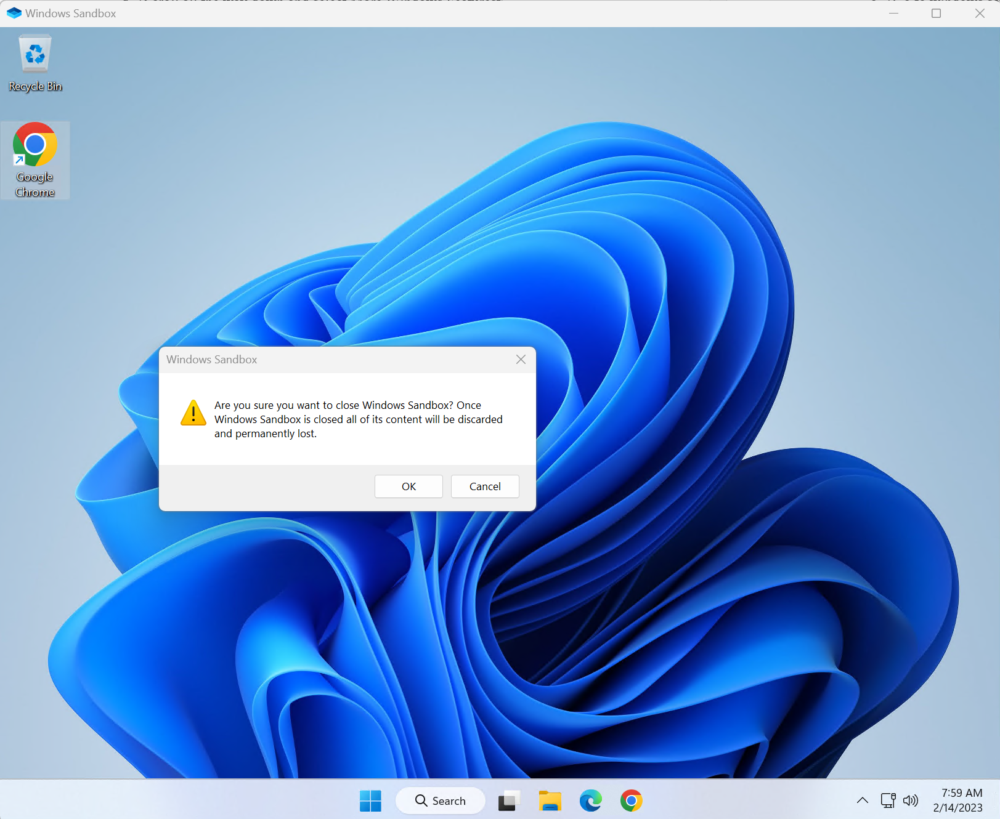 Windows Sandbox
Recycle Bin
Google
Chrome
Windows Sandbox
Are you sure you want to close Windows Sandbox? Once
Windows Sandbox is closed all of its content will be discarded
and permanently lost.
OK
Cancel
Search
7:59 AM
2/14/2023